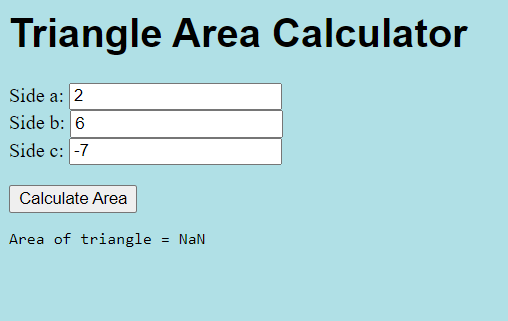 Triangle Area Calculator
Side a: 2
Side b: 6
Side c: -7
Calculate Area
Area of triangle = NaN